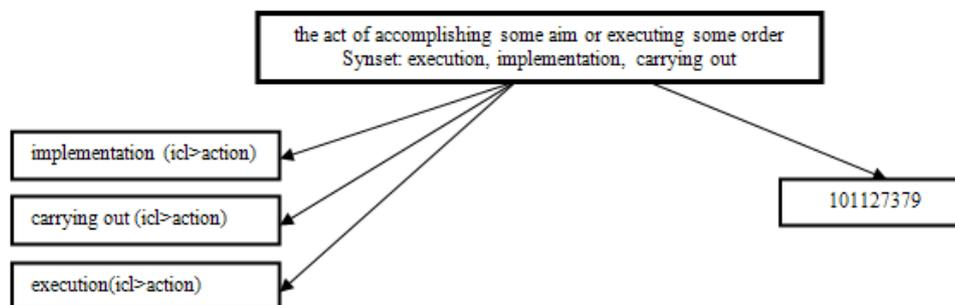 the act of accomplishing some aim or executing some order
Synset: execution, implementation, carrying out
implementation (icl>action)
carrying out (icl>action)
101127379
execution(icl>action)